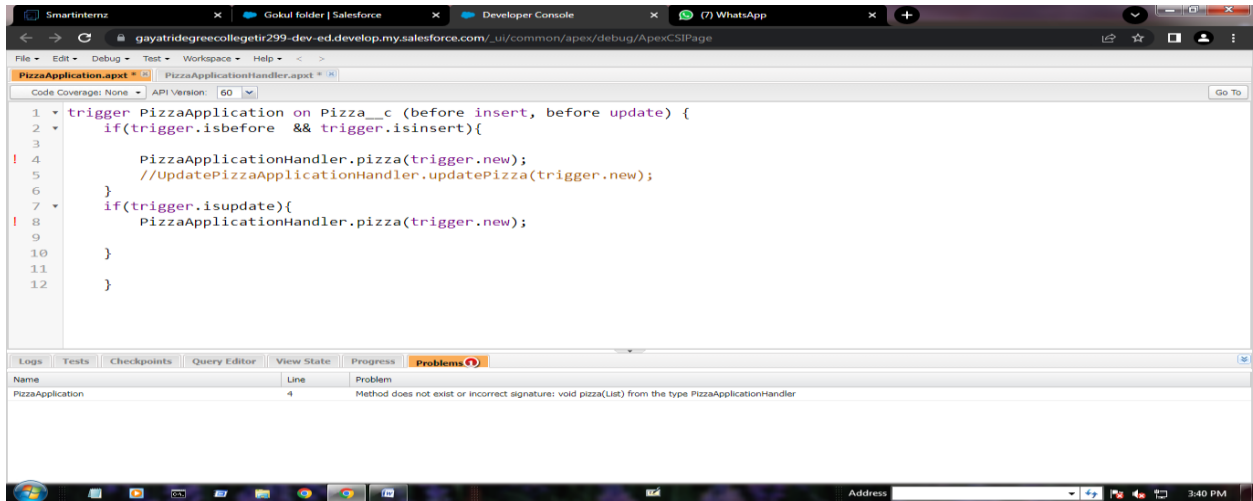 Smartinternz
Gokul folder | Salesforce
Developer Console
(7) WhatsApp
gayatridegreecollegetir299-dev-ed.develop.my.salesforce.com/_ui/common/apex/debug/ApexCSIPage
File Edit Debug Test Workspace Help < >
PizzaApplication.apxt * PizzaApplicationHandler.apxt *
Code Coverage: None API Version: 60 Go To
1 trigger PizzaApplication on Pizza__c (before insert, before update) {
2 if(trigger.isbefore && trigger.isinsert){
3
! 4 PizzaApplicationHandler.pizza(trigger.new);
5 //UpdatePizzaApplicationHandler.updatePizza(trigger.new);
6 }
7 if(trigger.isupdate){
! 8 PizzaApplicationHandler.pizza(trigger.new);
9
10 }
11
12 }
Logs Tests Checkpoints Query Editor View State Progress Problems 1
Name Line Problem
PizzaApplication 4 Method does not exist or incorrect signature: void pizza(List) from the type PizzaApplicationHandler
Address 3:40 PM